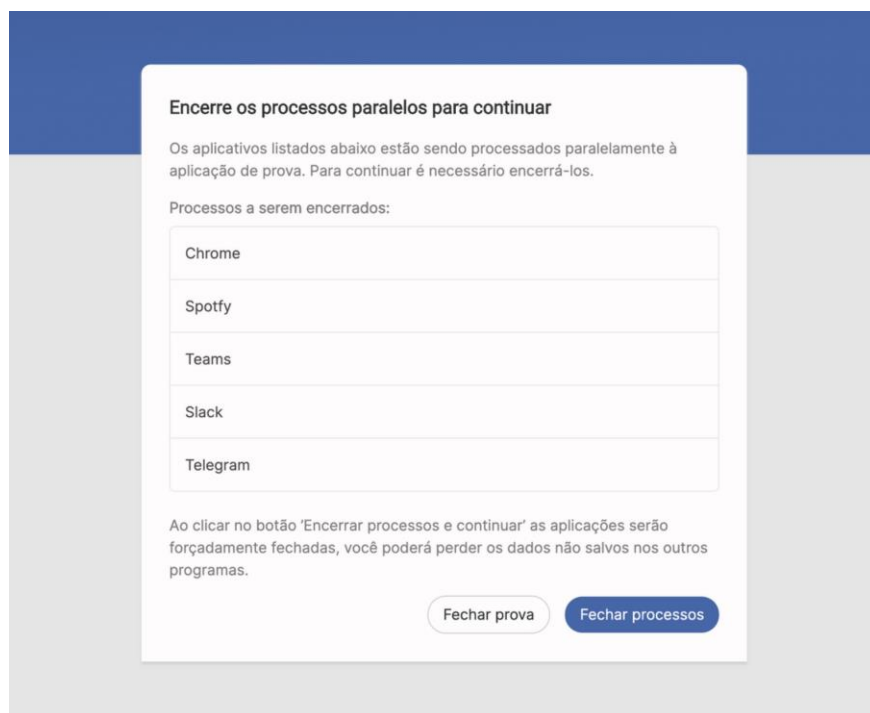 Encerre os processos paralelos para continuar
Os aplicativos listados abaixo estão sendo processados paralelamente à
aplicação de prova. Para continuar é necessário encerrá-los.
Processos a serem encerrados:
Chrome
Spotfy
Teams
Slack
Telegram
Ao clicar no botão 'Encerrar processos e continuar' as aplicações serão
forçadamente fechadas, você poderá perder os dados não salvos nos outros
programas.
Fechar prova
Fechar processos